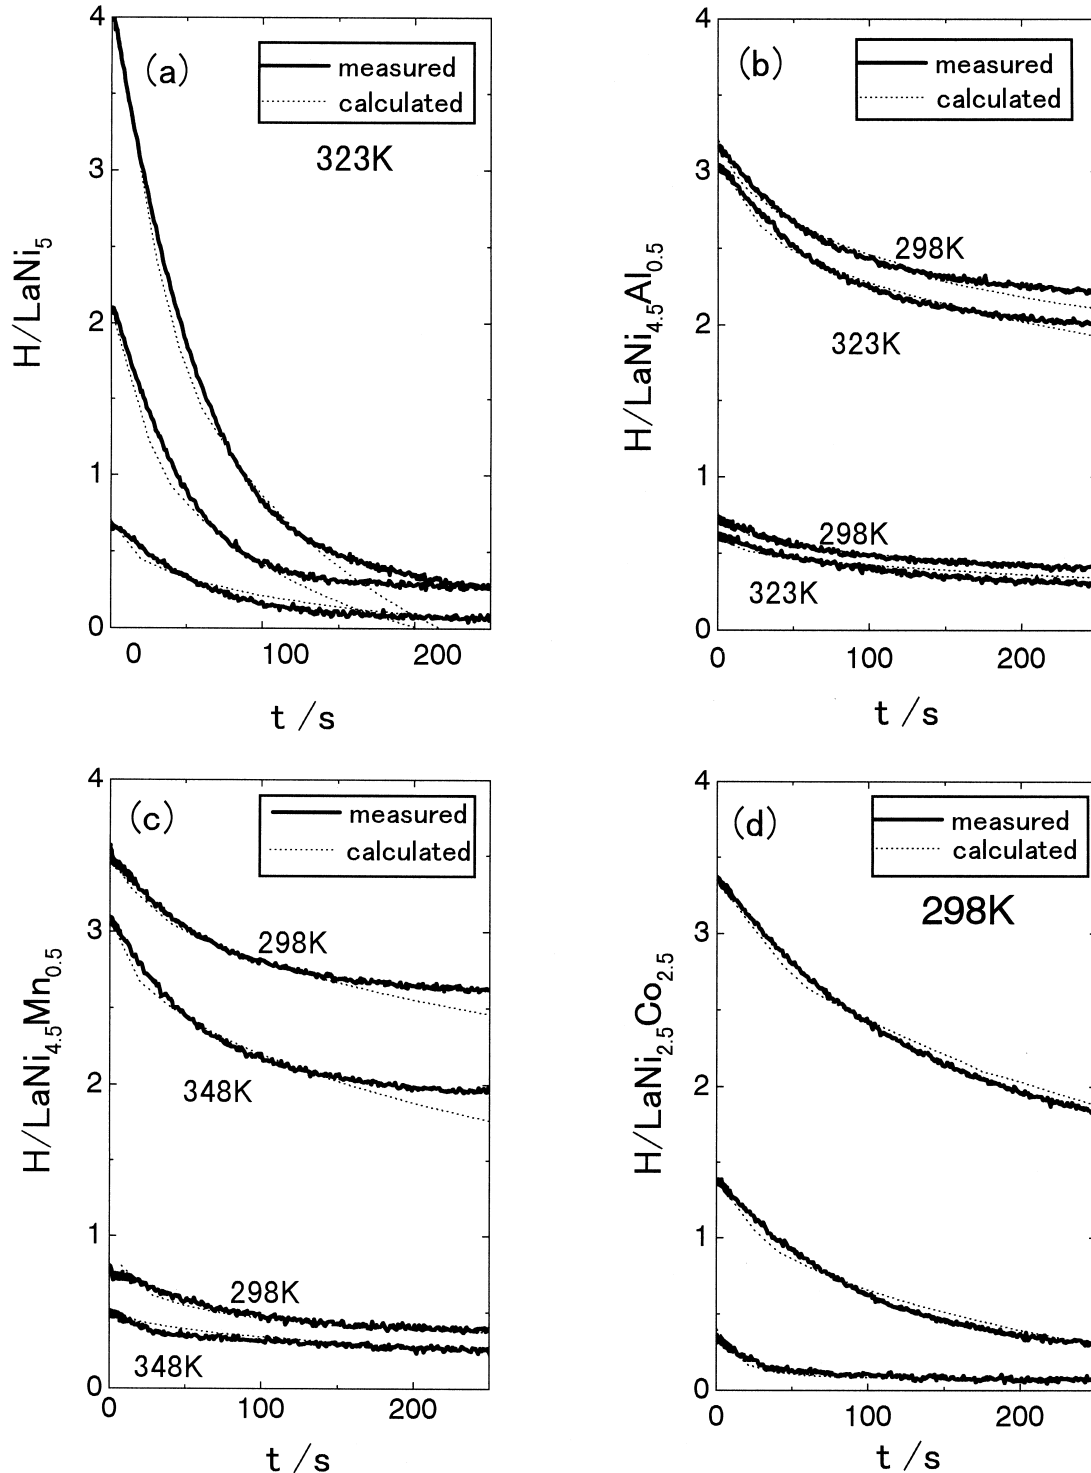 (a)
measured
calculated
323K
H/LaNi5
4
3
2
1
0
0 100 200
t /s
(b)
measured
calculated
298K
323K
298K
323K
H/LaNi4.5Al0.5
4
3
2
1
0
0 100 200
t /s
(c)
measured
calculated
298K
348K
298K
348K
H/LaNi4.5Mn0.5
4
3
2
1
0
0 100 200
t /s
(d)
measured
calculated
298K
H/LaNi2.5Co2.5
4
3
2
1
0
0 100 200
t /s